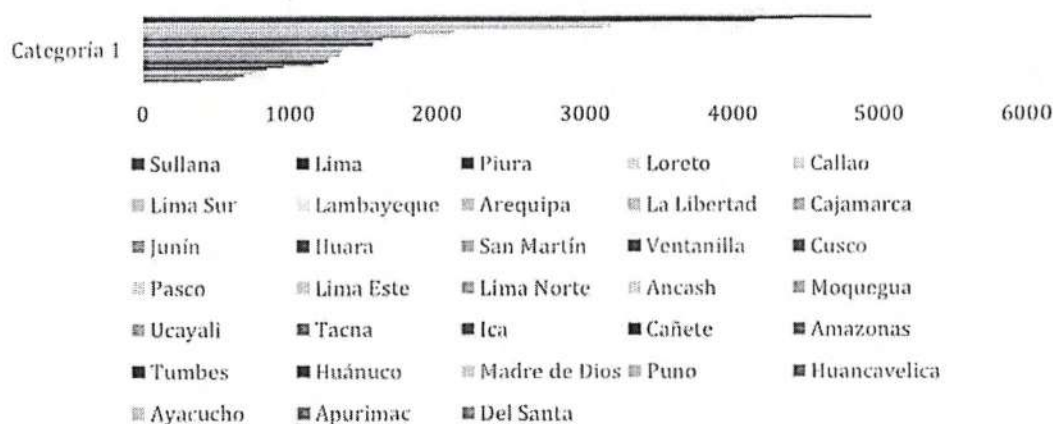 Categoría 1
0 1000 2000 3000 4000 5000 6000
Sullana Lima Piura Loreto Callao
Lima Sur Lambayeque Arequipa La Libertad Cajamarca
Junín Huara San Martín Ventanilla Cusco
Pasco Lima Este Lima Norte Ancash Moquegua
Ucayali Tacna Ica Cañete Amazonas
Tumbes Huánuco Madre de Dios Puno Huancavelica
Ayacucho Apurimac Del Santa